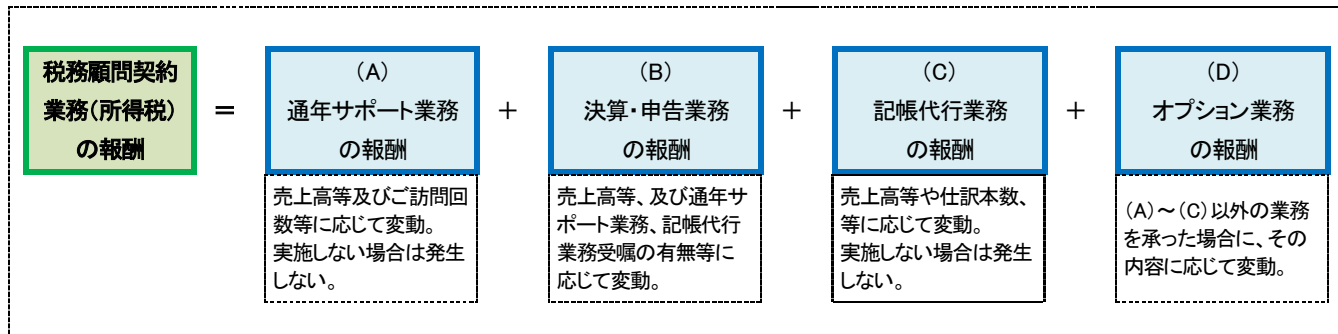 税務顧問契約
業務(所得税)
の報酬
=
(A)
通年サポート業務
の報酬
+
(B)
決算・申告業務
の報酬
+
(C)
記帳代行業務
の報酬
+
(D)
オプション業務
の報酬
売上高等及びご訪問回
数等に応じて変動。
実施しない場合は発生
しない。
売上高等、及び通年サ
ポート業務、記帳代行
業務受嘱の有無等に
応じて変動。
売上高等や仕訳本数、
等に応じて変動。
実施しない場合は発生
しない。
(A)~(C)以外の業務
を承った場合に、その
内容に応じて変動。